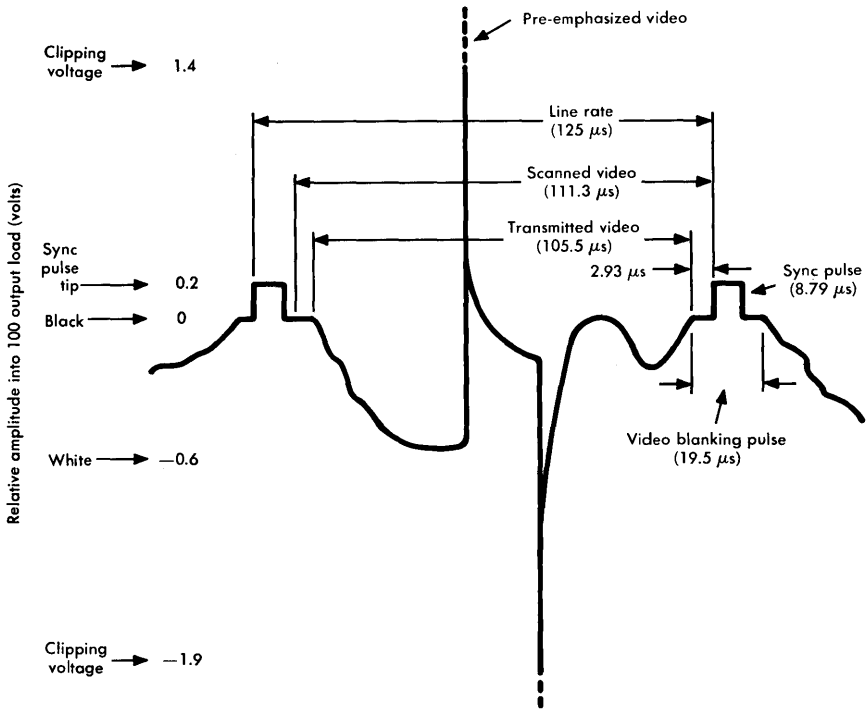 Pre-emphasized video
Clipping
voltage
1.4
Line rate
(125 μs)
Scanned video
(111.3 μs)
Transmitted video
(105.5 μs)
2.93 μs
Sync pulse
(8.79 μs)
Sync
pulse
tip
0.2
Black
0
Video blanking pulse
(19.5 μs)
White
—0.6
Clipping
voltage
—1.9
Relative amplitude into 100 output load (volts)